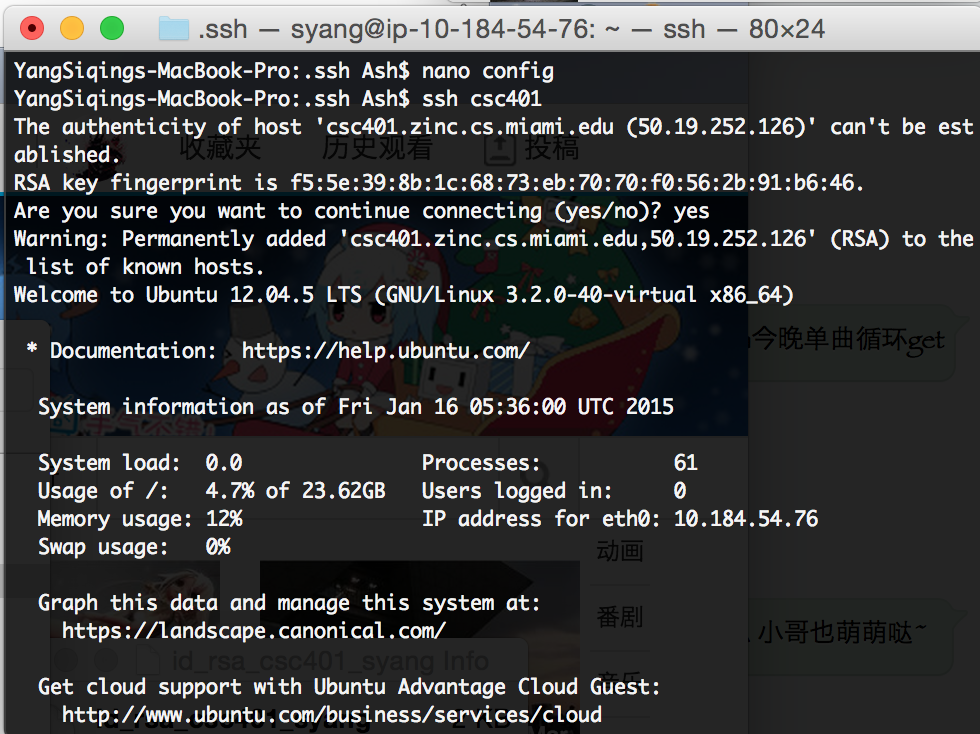 .ssh — syang@ip-10-184-54-76: ~ — ssh — 80×24
YangSiqings-MacBook-Pro:.ssh Ash$ nano config
YangSiqings-MacBook-Pro:.ssh Ash$ ssh csc401
The authenticity of host 'csc401.zinc.cs.miami.edu (50.19.252.126)' can't be est
ablished.
收藏夹 历史观看 投稿
RSA key fingerprint is f5:5e:39:8b:1c:68:73:eb:70:70:f0:56:2b:91:b6:46.
Are you sure you want to continue connecting (yes/no)? yes
Warning: Permanently added 'csc401.zinc.cs.miami.edu,50.19.252.126' (RSA) to the
list of known hosts.
Welcome to Ubuntu 12.04.5 LTS (GNU/Linux 3.2.0-40-virtual x86_64)
今晚单曲循环get
* Documentation: https://help.ubuntu.com/
System information as of Fri Jan 16 05:36:00 UTC 2015
System load: 0.0 Processes: 61
Usage of /: 4.7% of 23.62GB Users logged in: 0
Memory usage: 12% IP address for eth0: 10.184.54.76
Swap usage: 0%
动画
Graph this data and manage this system at:
番剧
https://landscape.canonical.com/
小哥也萌萌哒~
id_rsa_csc401_syang Info
音乐
Get cloud support with Ubuntu Advantage Cloud Guest:
http://www.ubuntu.com/business/services/cloud